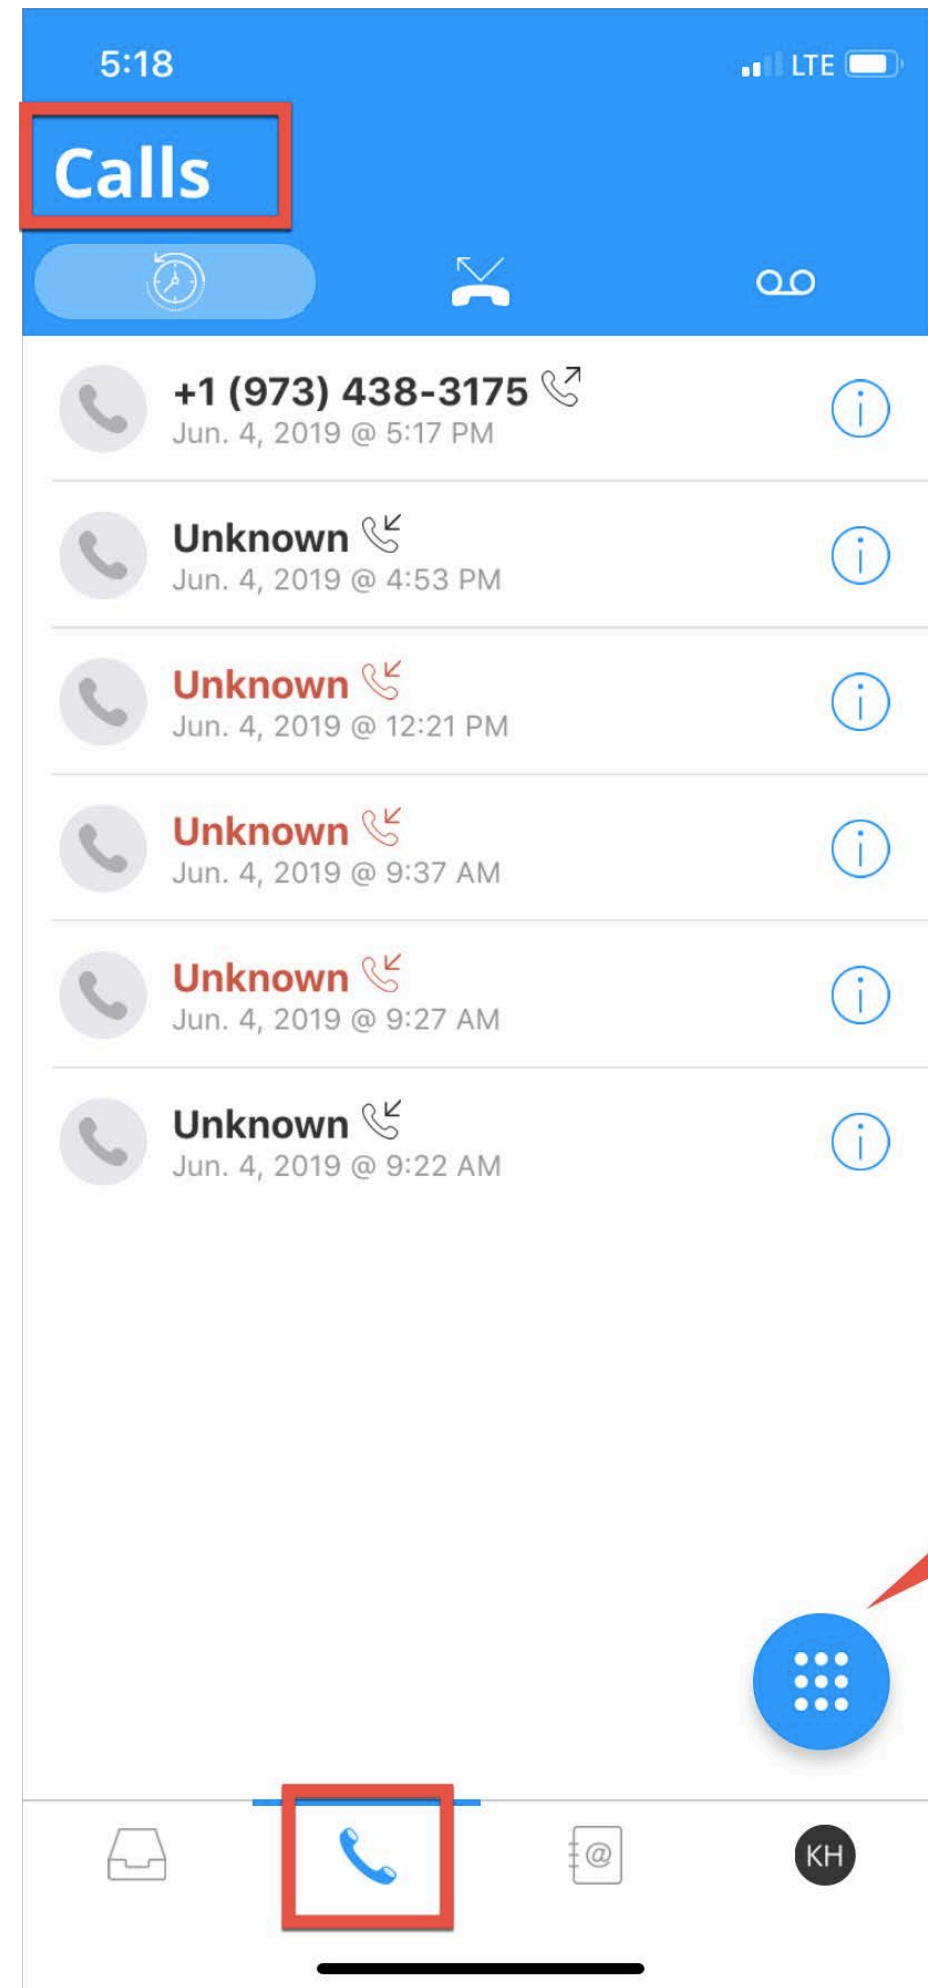 5:18
LTE
Calls
+1 (973) 438-3175
Jun. 4, 2019 @ 5:17 PM
Unknown
Jun. 4, 2019 @ 4:53 PM
Unknown
Jun. 4, 2019 @ 12:21 PM
Unknown
Jun. 4, 2019 @ 9:37 AM
Unknown
Jun. 4, 2019 @ 9:27 AM
Unknown
Jun. 4, 2019 @ 9:22 AM
KH